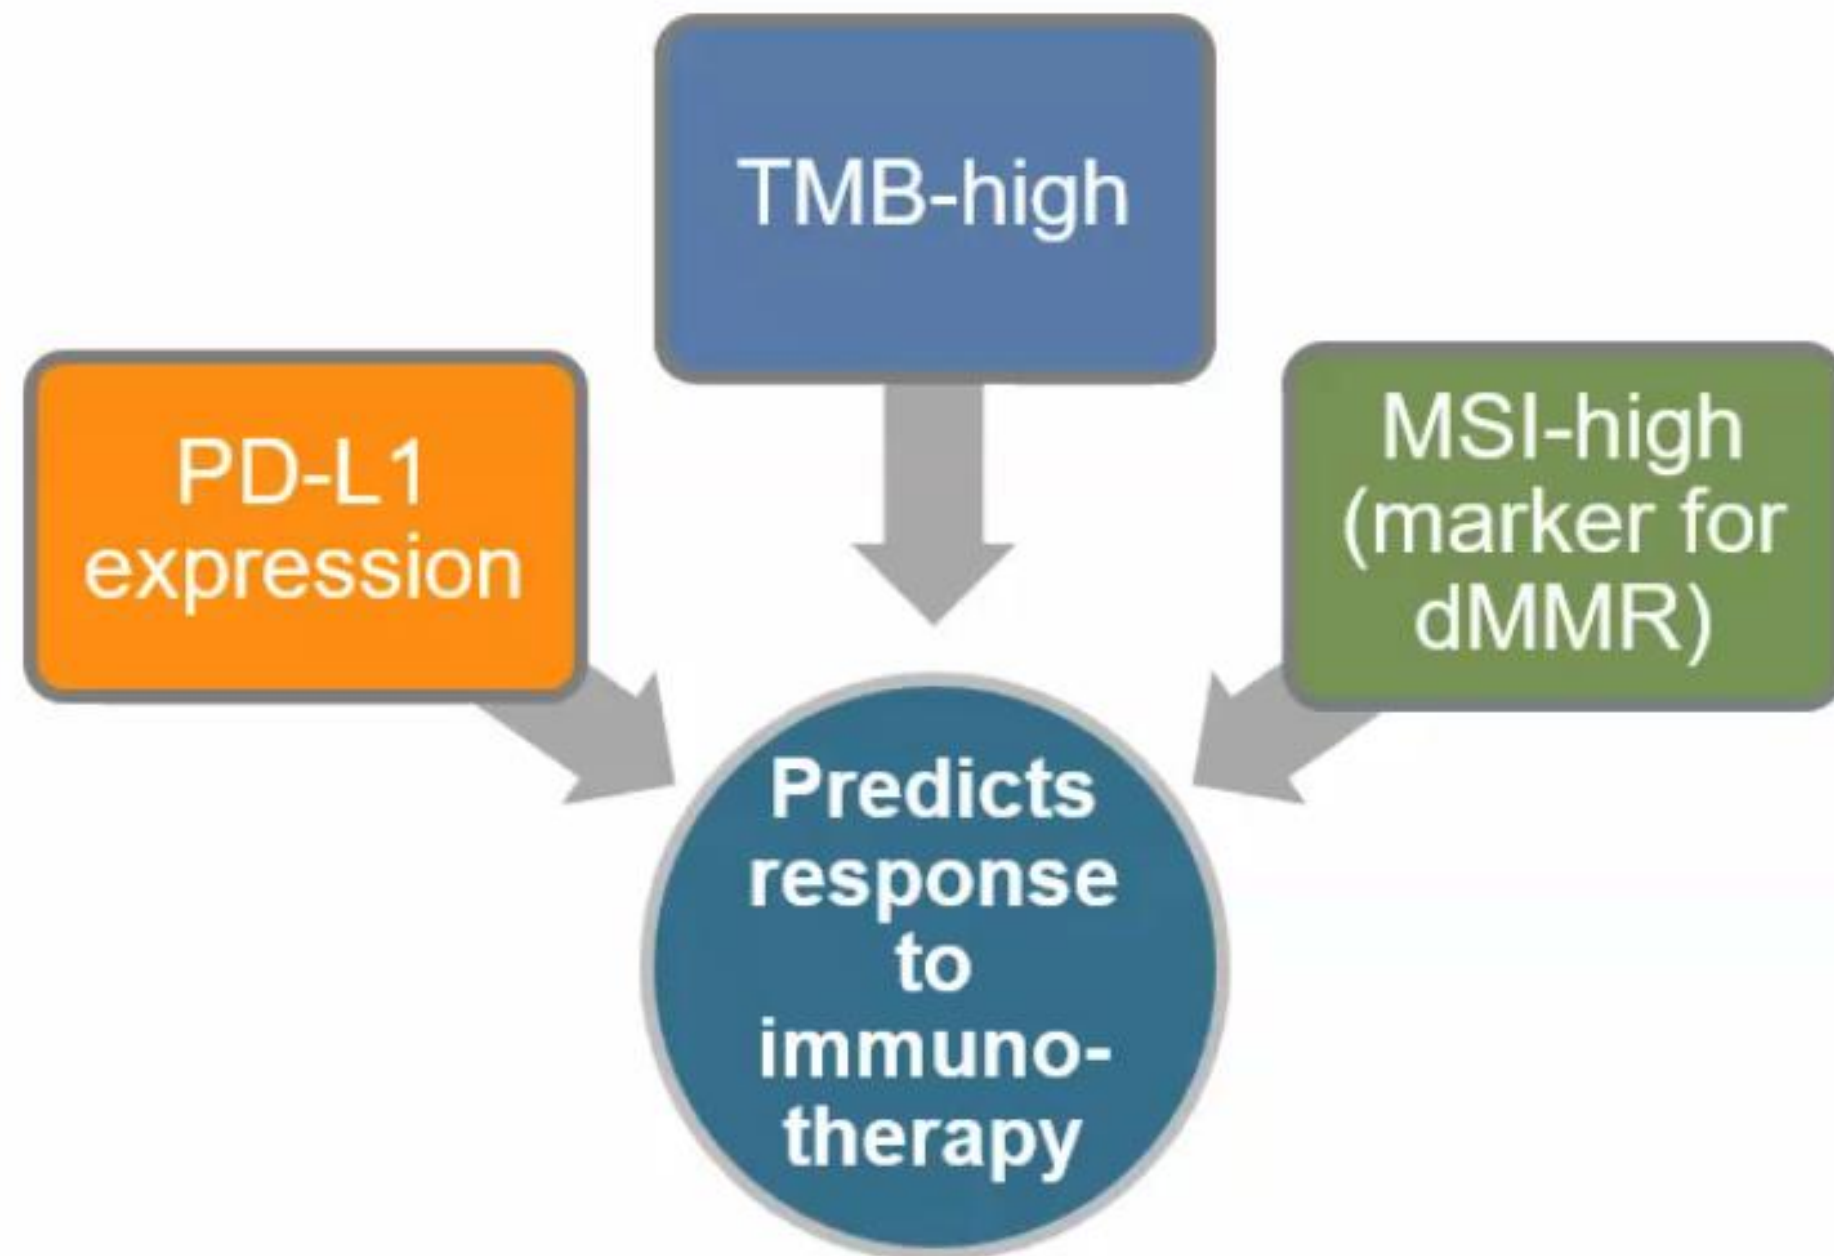 TMB-high
PD-L1
expression
MSI-high
(marker for
dMMR)
Predicts
response
to
immuno-
therapy